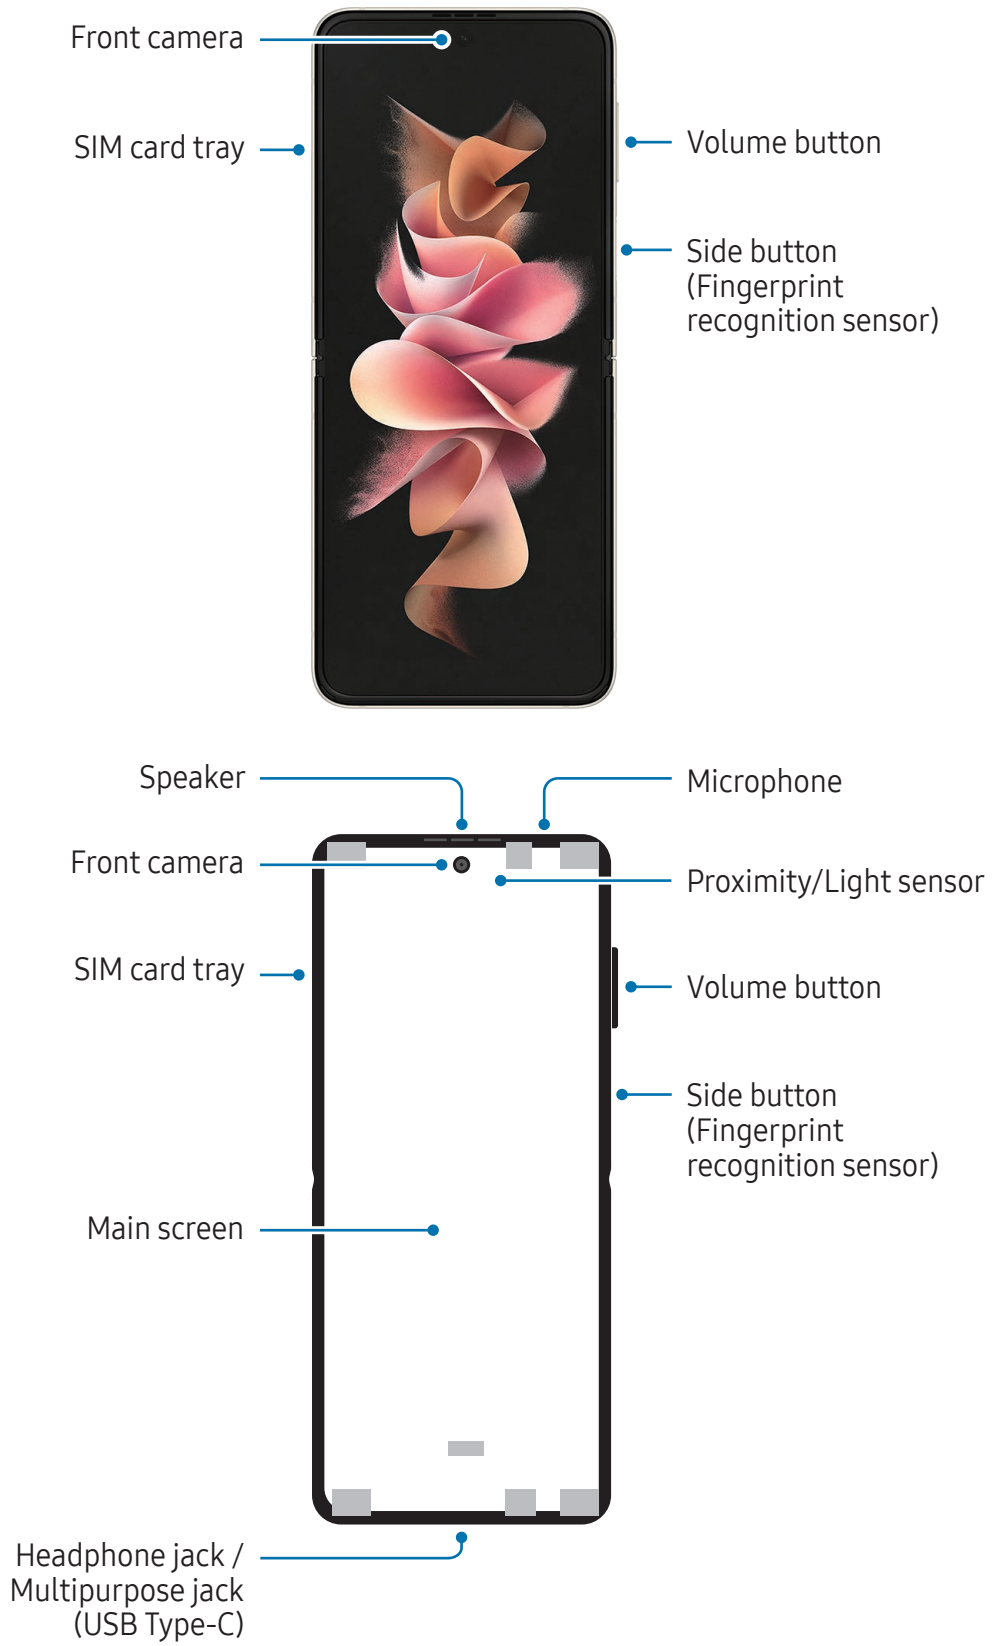 Front camera
SIM card tray
Volume button
Side button
(Fingerprint
recognition sensor)
Speaker
Microphone
Front camera
Proximity/Light sensor
SIM card tray
Volume button
Side button
(Fingerprint
recognition sensor)
Main screen
Headphone jack /
Multipurpose jack
(USB Type-C)